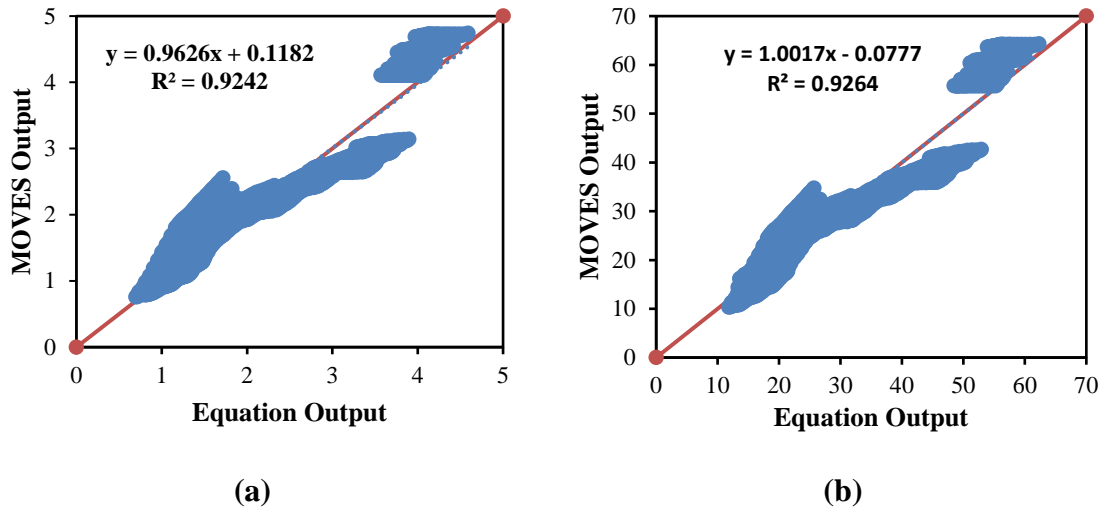 y = 0.9626x + 0.1182
R² = 0.9242
MOVES Output
5
4
3
2
1
0
0 1 2 3 4 5
Equation Output
(a)
y = 1.0017x - 0.0777
R² = 0.9264
MOVES Output
70
60
50
40
30
20
10
0
0 10 20 30 40 50 60 70
Equation Output
(b)